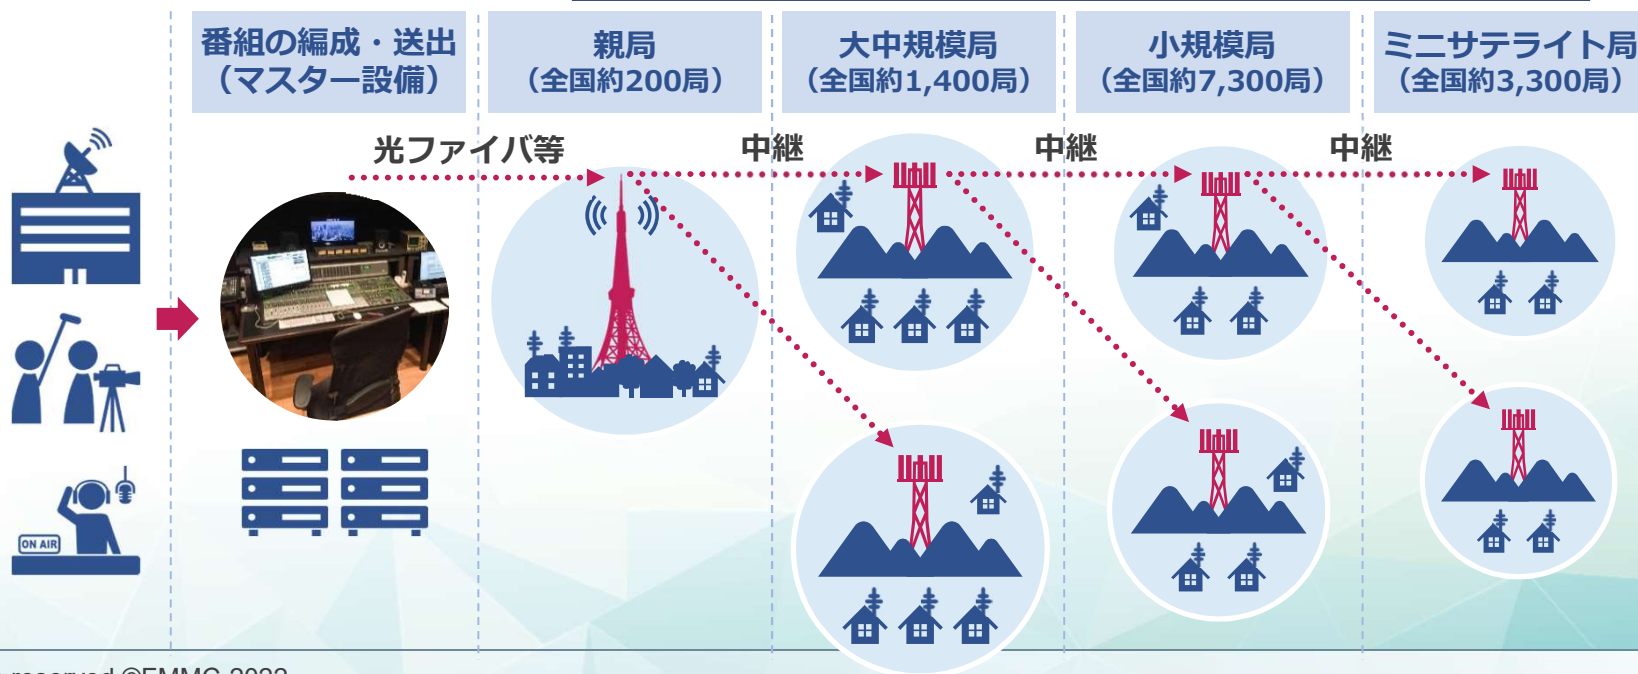 番組の編成・送出
（マスター設備）
親局
（全国約200局）
大中規模局
（全国約1,400局）
小規模局
（全国約7,300局）
ミニサテライト局
（全国約3,300局）
光ファイバ等
中継
中継
中継
ON AIR
reserved ©FMMC 2022